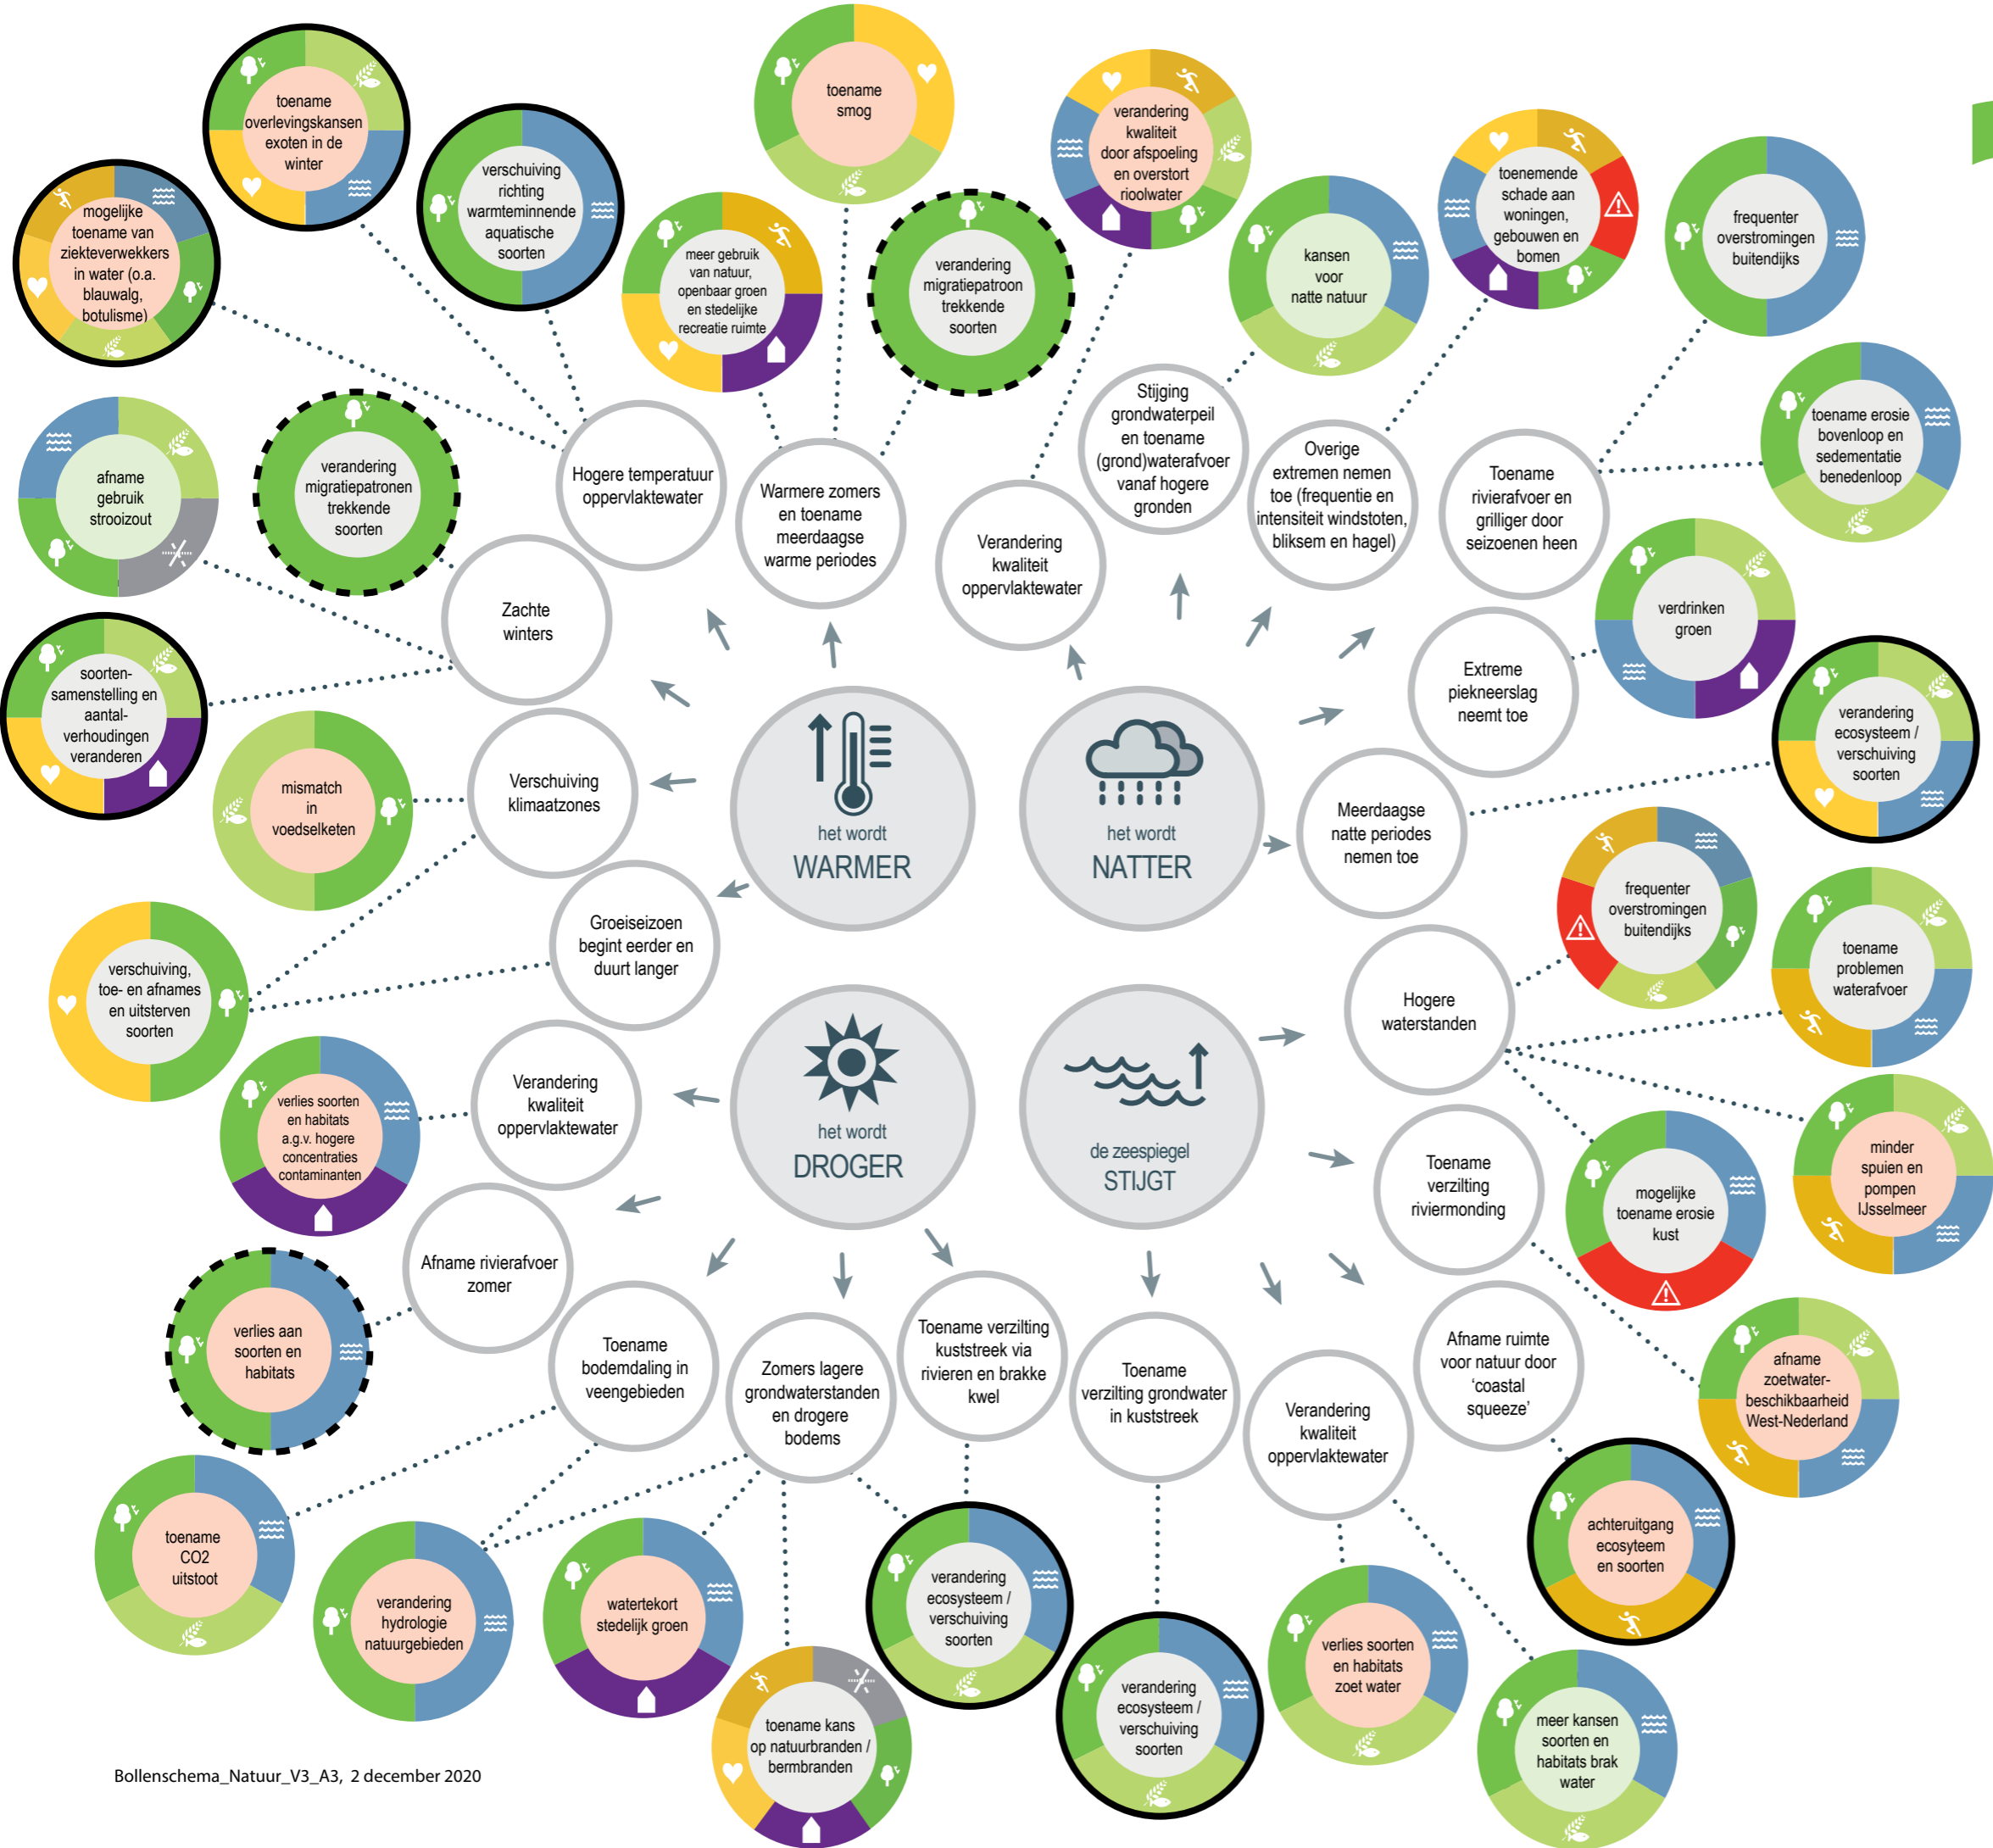 toename
smog
toename
overlevingskansen
exoten in de
winter
verandering
kwaliteit
door afspoeling
en overstort
rioolwater
toenemende
schade aan
woningen,
gebouwen en
bomen
verschuiving
richting
warmteminnende
aquatische
soorten
mogelijke
toename van
ziekteverwekkers
in water (o.a.
blauwalg,
botulisme)
meer gebruik
van natuur,
openbaar groen
en stedelijke
recreatie ruimte
verandering
migratiepatroon
trekkende
soorten
kansen
voor
natte natuur
frequenter
overstromingen
buitendijks
afname
gebruik
strooizout
verandering
migratiepatronen
trekkende
soorten
Hogere temperatuur
oppervlaktewater
Warmere zomers
en toename
meerdaagse
warme periodes
Verandering
kwaliteit
oppervlaktewater
Stijging
grondwaterpeil
en toename
(grond)waterafvoer
vanaf hogere
gronden
Overige
extremen nemen
toe (frequentie en
intensiteit windstoten,
bliksem en hagel)
Toename
rivierafvoer en
grilliger door
seizoenen heen
toename erosie
bovenloop en
sedementatie
benedenloop
Zachte
winters
Extreme
piekneerslag
neemt toe
verdrinken
groen
soorten-
samenstelling en
aantal-
verhoudingen
veranderen
mismatch
in
voedselketen
Verschuiving
klimaatzones
het wordt
WARMER
het wordt
NATTER
Meerdaagse
natte periodes
nemen toe
verandering
ecosysteem /
verschuiving
soorten
Groeiseizoen
begint eerder en
duurt langer
frequenter
overstromingen
buitendijks
verschuiving,
toe- en afnames
en uitsterven
soorten
Hogere
waterstanden
toename
problemen
waterafvoer
verlies soorten
en habitats
a.g.v. hogere
concentraties
contaminanten
Verandering
kwaliteit
oppervlaktewater
het wordt
DROGER
de zeespiegel
STIJGT
Toename
verzilting
riviermonding
mogelijke
toename erosie
kust
minder
spuien en
pompen
IJsselmeer
Afname rivierafvoer
zomer
verlies aan
soorten en
habitats
Toename
bodemdaling in
veengebieden
Zomers lagere
grondwaterstanden
en drogere
bodems
Toename verzilting
kuststreek via
rivieren en brakke
kwel
Toename
verzilting grondwater
in kuststreek
Verandering
kwaliteit
oppervlaktewater
Afname ruimte
voor natuur door
‘coastal
squeeze’
afname
zoetwater-
beschikbaarheid
West-Nederland
toename
CO2
uitstoot
verandering
hydrologie
natuurgebieden
watertekort
stedelijk groen
verandering
ecosysteem /
verschuiving
soorten
toename kans
op natuurbranden /
bermbranden
verandering
ecosysteem /
verschuiving
soorten
verlies soorten
en habitats
zoet water
achteruitgang
ecosyteem
en soorten
meer kansen
soorten en
habitats brak
water
Bollenschema_Natuur_V3_A3, 2 december 2020